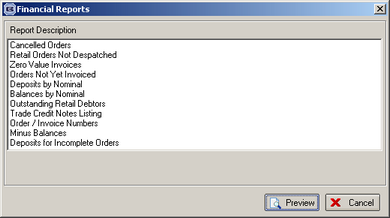 Financial Reports
Report Description
Cancelled Orders
Retail Orders Not Despatched
Zero Value Invoices
Orders Not Yet Invoiced
Deposits by Nominal
Balances by Nominal
Outstanding Retail Debtors
Trade Credit Notes Listing
Order / Invoice Numbers
Minus Balances
Deposits for Incomplete Orders
Preview
Cancel